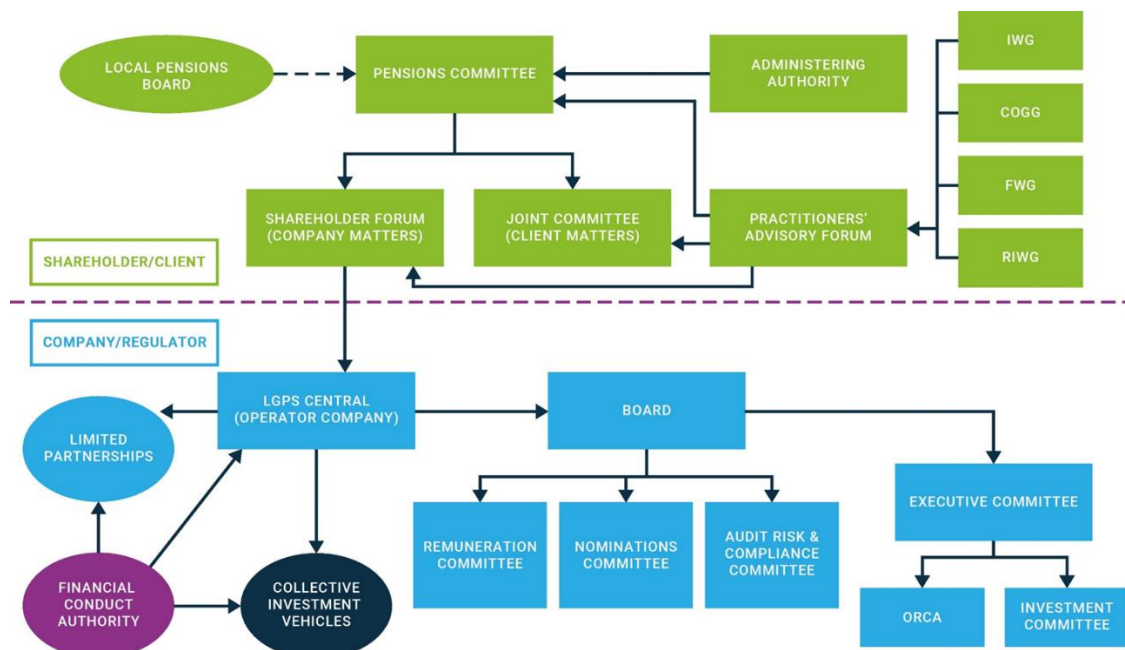 LOCAL PENSIONS
BOARD
PENSIONS COMMITTEE
ADMINISTERING
AUTHORITY
IWG
COGG
FWG
RIWG
SHAREHOLDER FORUM
(COMPANY MATTERS)
JOINT COMMITTEE
(CLIENT MATTERS)
PRACTITIONERS’
ADVISORY FORUM
SHAREHOLDER/CLIENT
COMPANY/REGULATOR
LGPS CENTRAL
(OPERATOR COMPANY)
BOARD
LIMITED
PARTNERSHIPS
EXECUTIVE COMMITTEE
REMUNERATION
COMMITTEE
NOMINATIONS
COMMITTEE
AUDIT RISK &
COMPLIANCE
COMMITTEE
FINANCIAL
CONDUCT
AUTHORITY
COLLECTIVE
INVESTMENT
VEHICLES
ORCA
INVESTMENT
COMMITTEE